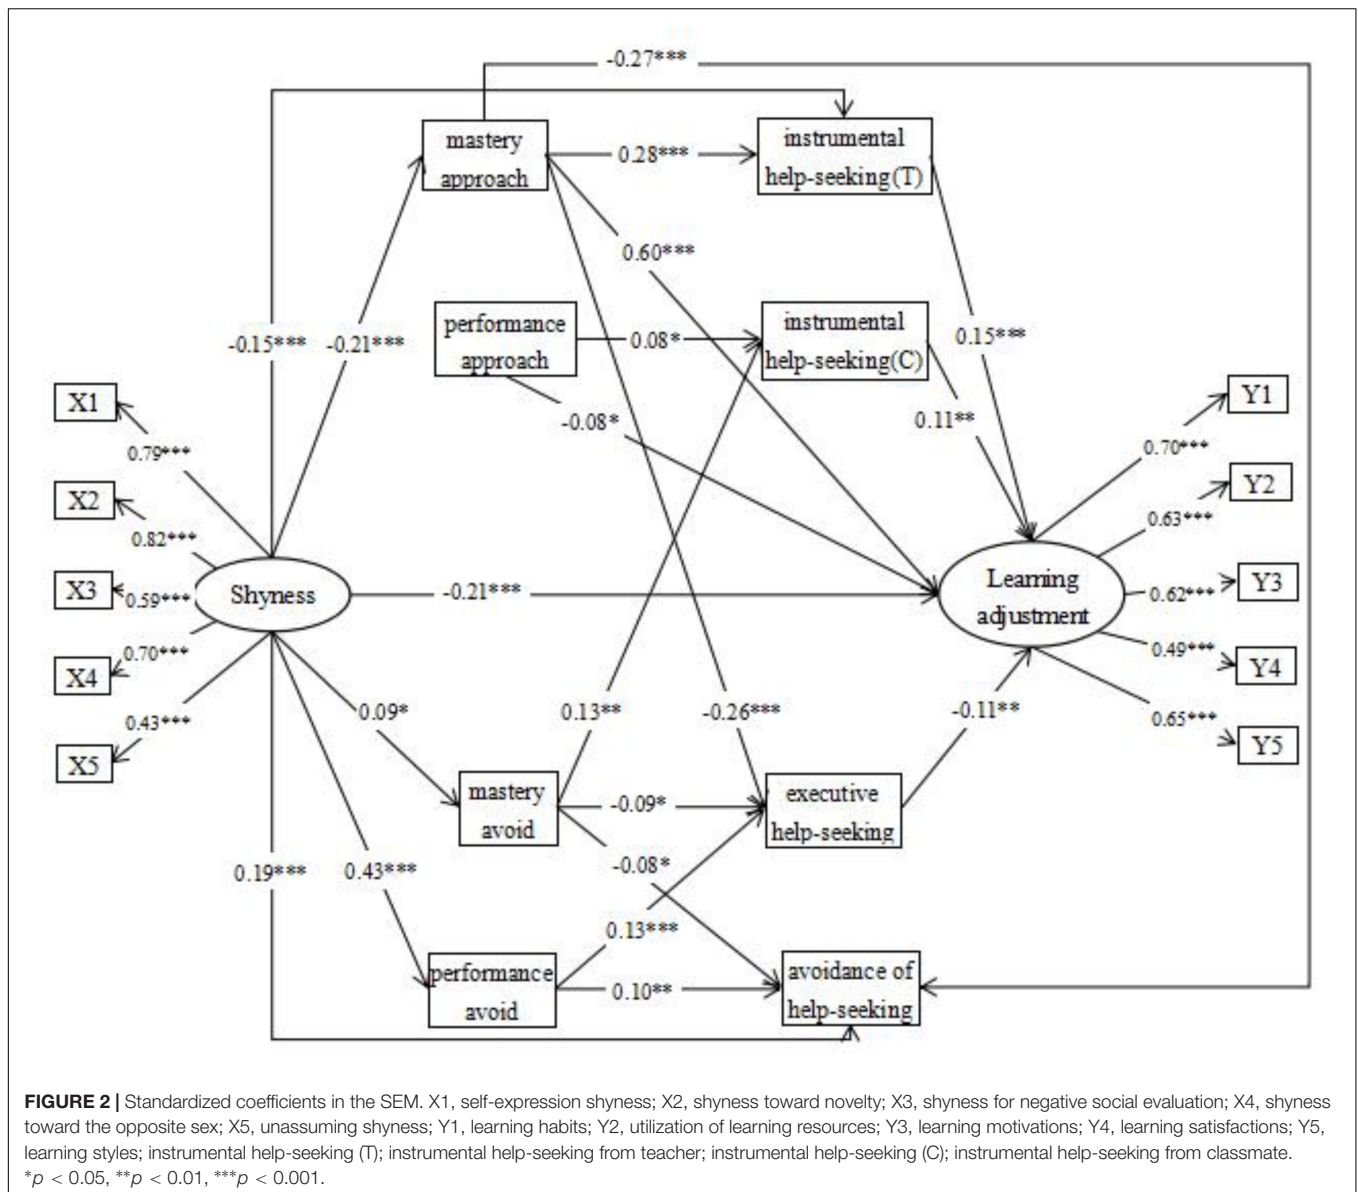 -0.27***
mastery
approach
0.28***
instrumental
help-seeking(T)
0.60***
-0.15***
-0.21***
performance
approach
0.08*
instrumental
help-seeking(C)
0.15***
-0.08*
0.11**
X1
0.79***
X2
0.82***
X3
0.59***
X4
0.70***
X5
0.43***
Shyness
-0.21***
Learning
adjustment
Y1
0.70***
Y2
0.63***
Y3
0.62***
Y4
0.49***
Y5
0.65***
0.09*
0.13**
-0.26***
-0.11**
mastery
avoid
-0.09*
executive
help-seeking
0.19***
0.43***
-0.08*
0.13***
performance
avoid
0.10**
avoidance of
help-seeking
FIGURE 2 | Standardized coefficients in the SEM. X1, self-expression shyness; X2, shyness toward novelty; X3, shyness for negative social evaluation; X4, shyness
toward the opposite sex; X5, unassuming shyness; Y1, learning habits; Y2, utilization of learning resources; Y3, learning motivations; Y4, learning satisfactions; Y5,
learning styles; instrumental help-seeking (T); instrumental help-seeking from teacher; instrumental help-seeking (C); instrumental help-seeking from classmate.
*p < 0.05, **p < 0.01, ***p < 0.001.